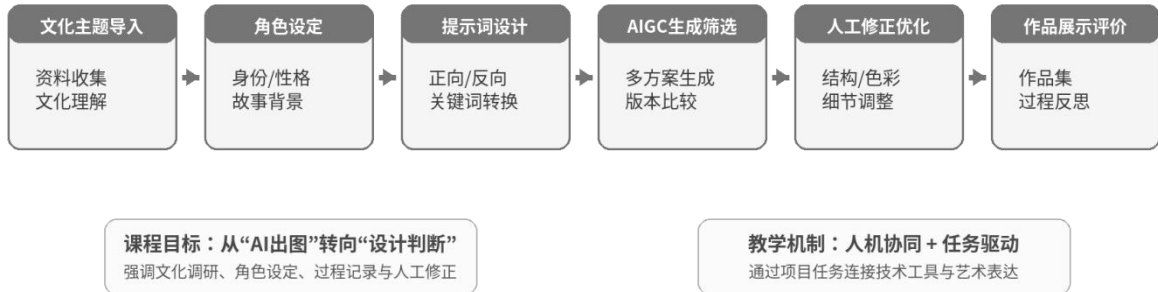 文化主题导入
资料收集
文化理解
角色设定
身份/性格
故事背景
提示词设计
正向/反向
关键词转换
AIGC生成筛选
多方案生成
版本比较
人工修正优化
结构/色彩
细节调整
作品展示评价
作品集
过程反思
课程目标：从“AI出图”转向“设计判断”
强调文化调研、角色设定、过程记录与人工修正
教学机制：人机协同 + 任务驱动
通过项目任务连接技术工具与艺术表达